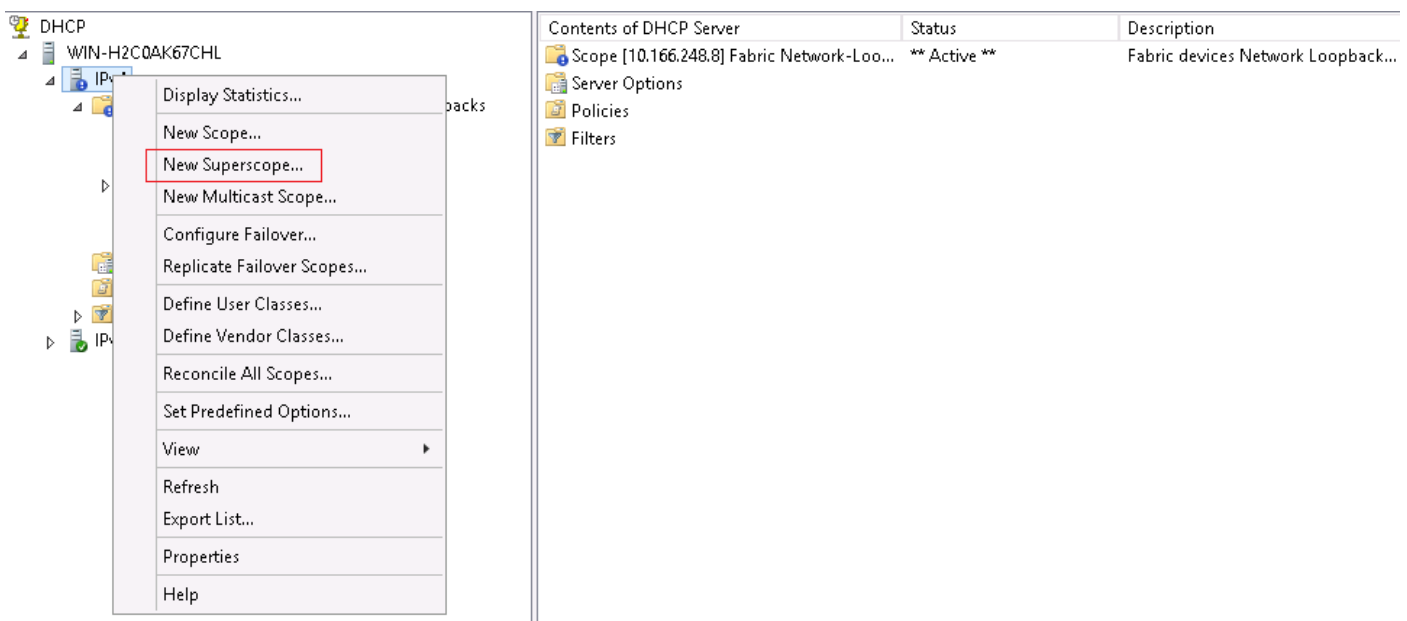 DHCP
WIN-H2C0AK67CHL
Display Statistics...
New Scope...
New Superscope...
New Multicast Scope...
Configure Failover...
Replicate Failover Scopes...
Define User Classes...
Define Vendor Classes...
Reconcile All Scopes...
Set Predefined Options...
View
Refresh
Export List...
Properties
Help
Contents of DHCP Server Status Description
Scope [10.166.248.8] Fabric Network-Loo... ** Active ** Fabric devices Network Loopback...
Server Options
Policies
Filters